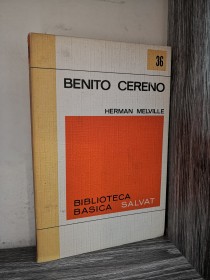 36
BENITO CERENO
HERMAN MELVILLE
BIBLIOTECA
BASICA SALVAT